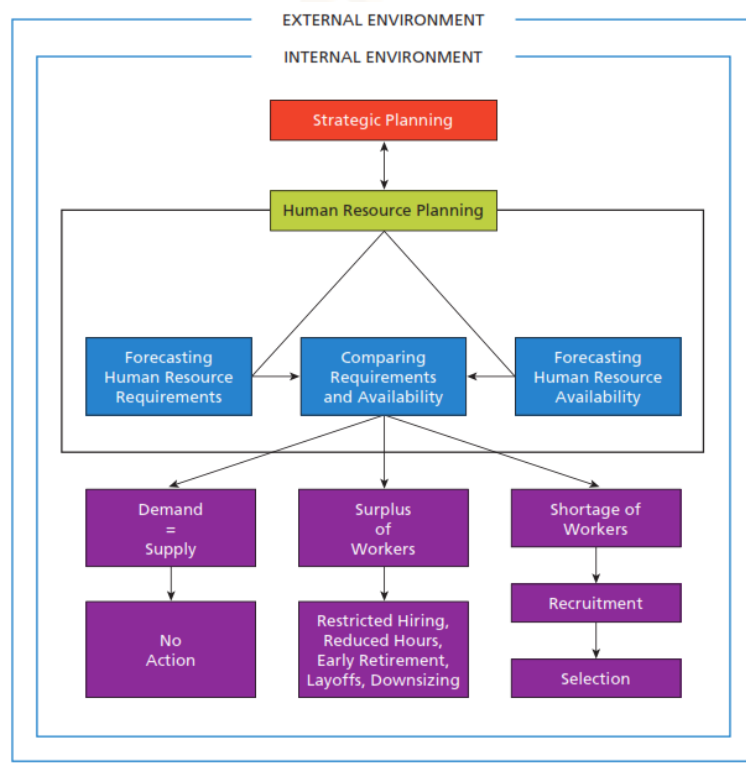 EXTERNAL ENVIRONMENT
INTERNAL ENVIRONMENT
Strategic Planning
Human Resource Planning
Forecasting
Human Resource
Requirements
Comparing
Requirements
and Availability
Forecasting
Human Resource
Availability
Demand
=
Supply
Surplus
of
Workers
Shortage of
Workers
No
Action
Restricted Hiring,
Reduced Hours,
Early Retirement,
Layoffs, Downsizing
Recruitment
Selection